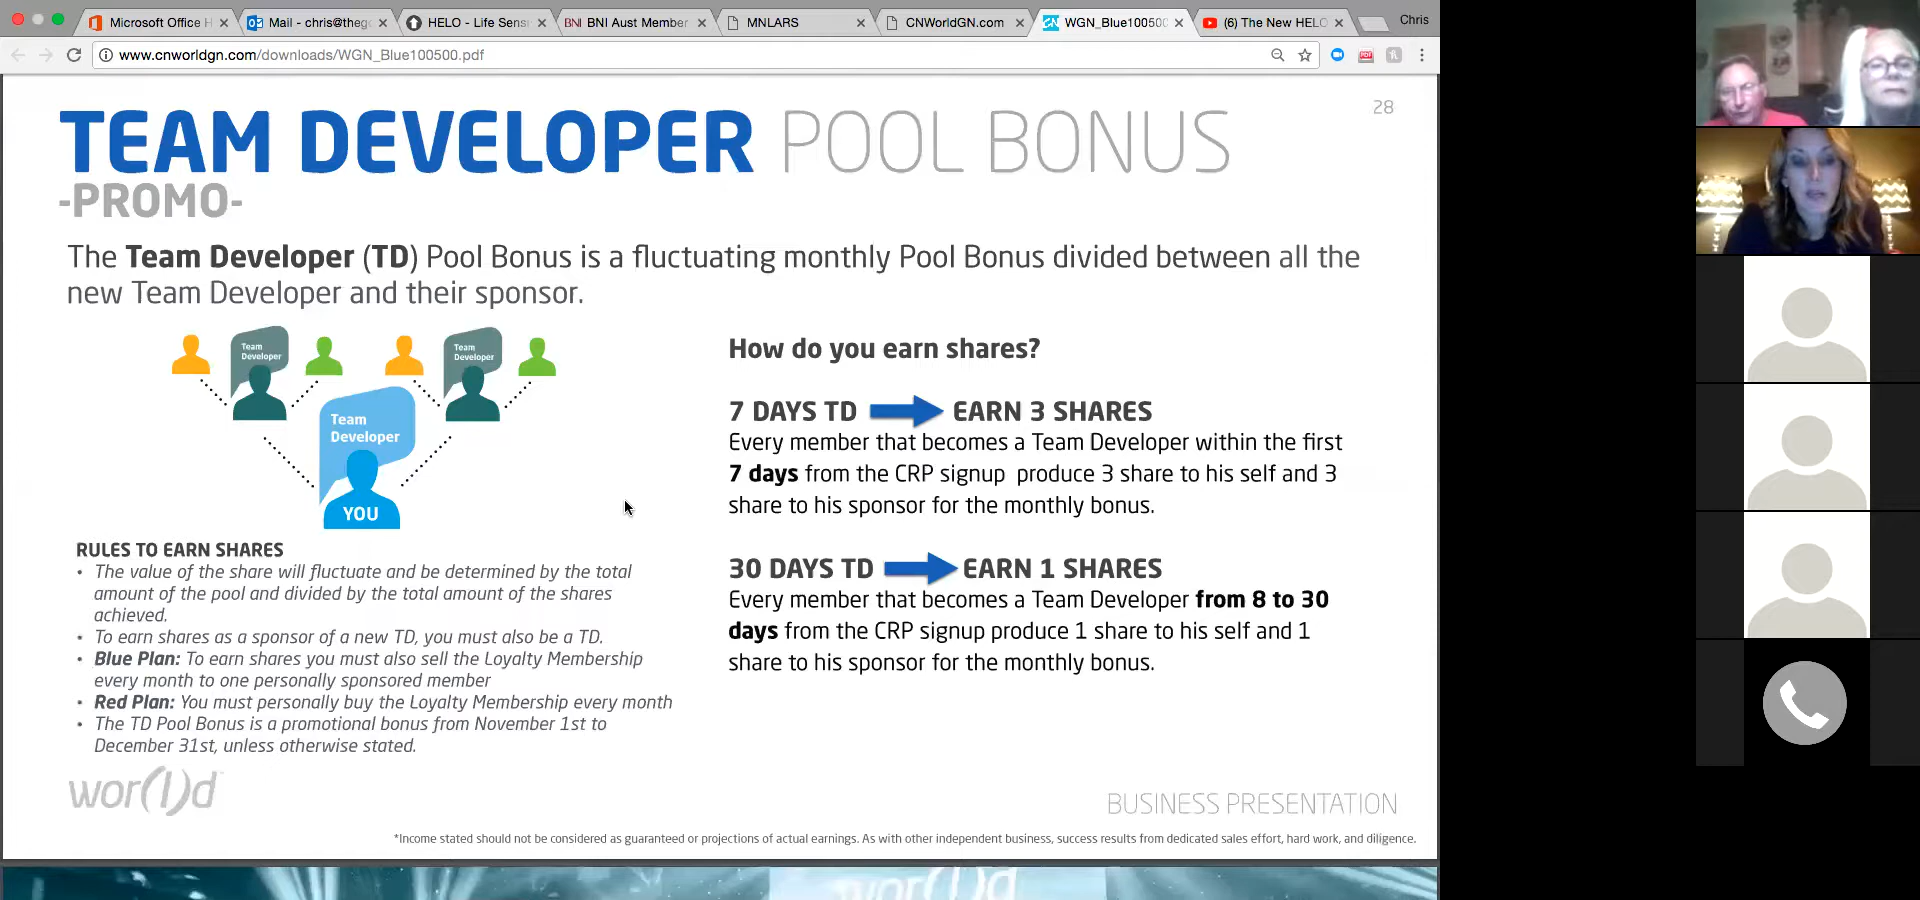 Microsoft Office H
Mail - chris@theg
HELO - Life Sens
BNI BNI Aust Member
MNLARS
CNWorldGN.com
CN WGN_Blue100500
(6) The New HELO
Chris
www.cnworldgn.com/downloads/WGN_Blue100500.pdf
28
TEAM DEVELOPER POOL BONUS
-PROMO-
The Team Developer (TD) Pool Bonus is a fluctuating monthly Pool Bonus divided between all the
new Team Developer and their sponsor.
Team
Developer
Team
Developer
Team
Developer
YOU
RULES TO EARN SHARES
• The value of the share will fluctuate and be determined by the total
amount of the pool and divided by the total amount of the shares
achieved.
• To earn shares as a sponsor of a new TD, you must also be a TD.
• Blue Plan: To earn shares you must also sell the Loyalty Membership
every month to one personally sponsored member
• Red Plan: You must personally buy the Loyalty Membership every month
• The TD Pool Bonus is a promotional bonus from November 1st to
December 31st, unless otherwise stated.
How do you earn shares?
7 DAYS TD EARN 3 SHARES
Every member that becomes a Team Developer within the first
7 days from the CRP signup produce 3 share to his self and 3
share to his sponsor for the monthly bonus.
30 DAYS TD EARN 1 SHARES
Every member that becomes a Team Developer from 8 to 30
days from the CRP signup produce 1 share to his self and 1
share to his sponsor for the monthly bonus.
wor(l)d
BUSINESS PRESENTATION
*Income stated should not be considered as guaranteed or projections of actual earnings. As with other independent business, success results from dedicated sales effort, hard work, and diligence.
wor(l)d